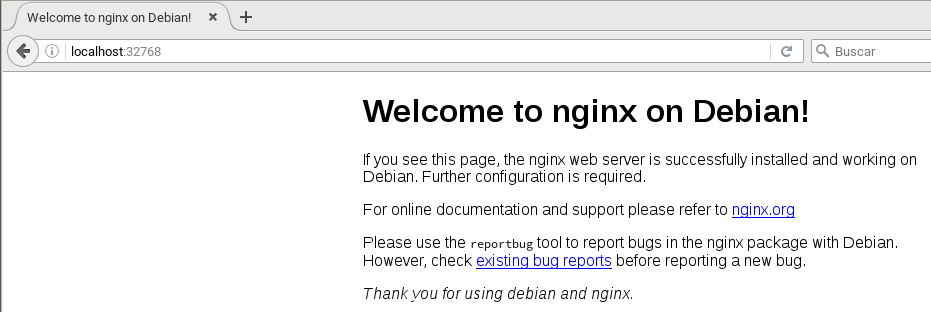 Welcome to nginx on Debian!
localhost:32768
Buscar
Welcome to nginx on Debian!
If you see this page, the nginx web server is successfully installed and working on
Debian. Further configuration is required.
For online documentation and support please refer to nginx.org
Please use the reportbug tool to report bugs in the nginx package with Debian.
However, check existing bug reports before reporting a new bug.
Thank you for using debian and nginx.